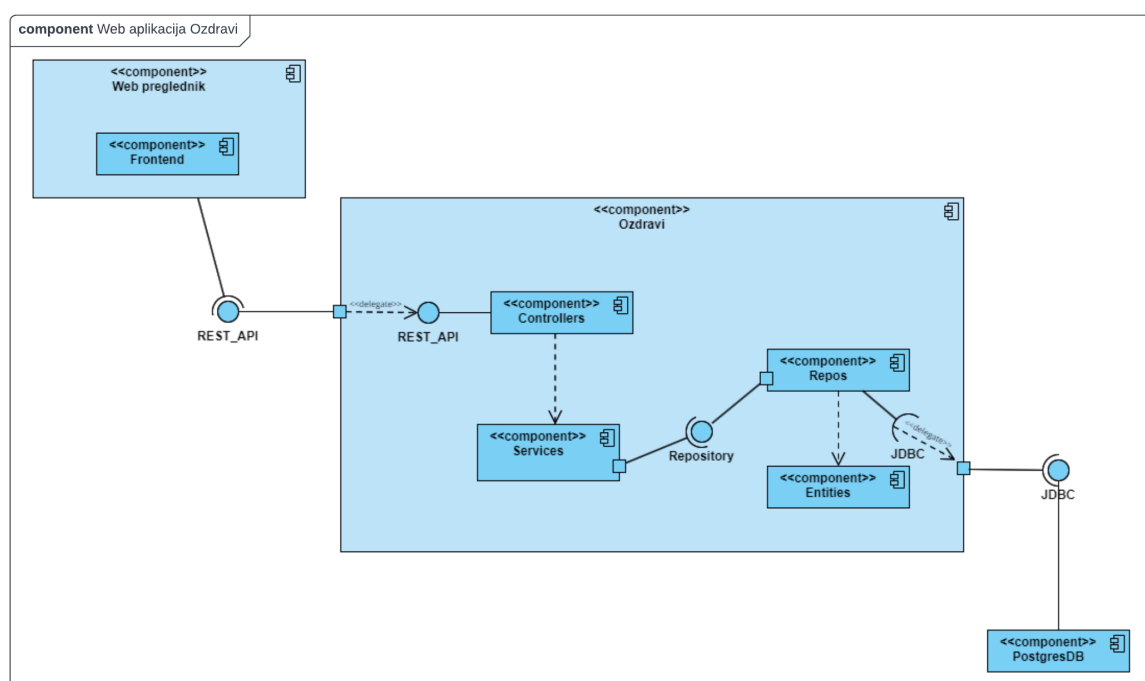 component Web aplikacija Ozdravi
<<component>>
Web preglednik
<<component>>
Frontend
<<component>>
Ozdravi
<<delegate>>
REST_API
REST_API
<<component>>
Controllers
<<component>>
Repos
<<component>>
Services
Repository
<<delegate>>
JDBC
<<component>>
Entities
JDBC
<<component>>
PostgresDB